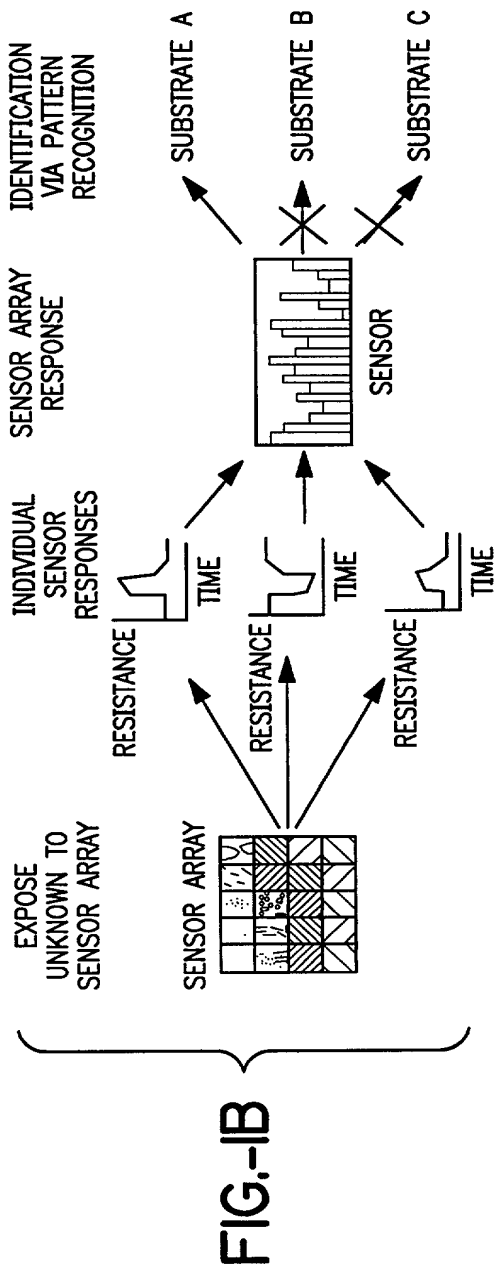 EXPOSE
UNKNOWN TO
SENSOR ARRAY
INDIVIDUAL
SENSOR
RESPONSES
SENSOR ARRAY
RESPONSE
IDENTIFICATION
VIA PATTERN
RECOGNITION
SENSOR ARRAY
RESISTANCE
TIME
RESISTANCE
TIME
RESISTANCE
TIME
SENSOR
SUBSTRATE A
SUBSTRATE B
SUBSTRATE C
FIG.-1B